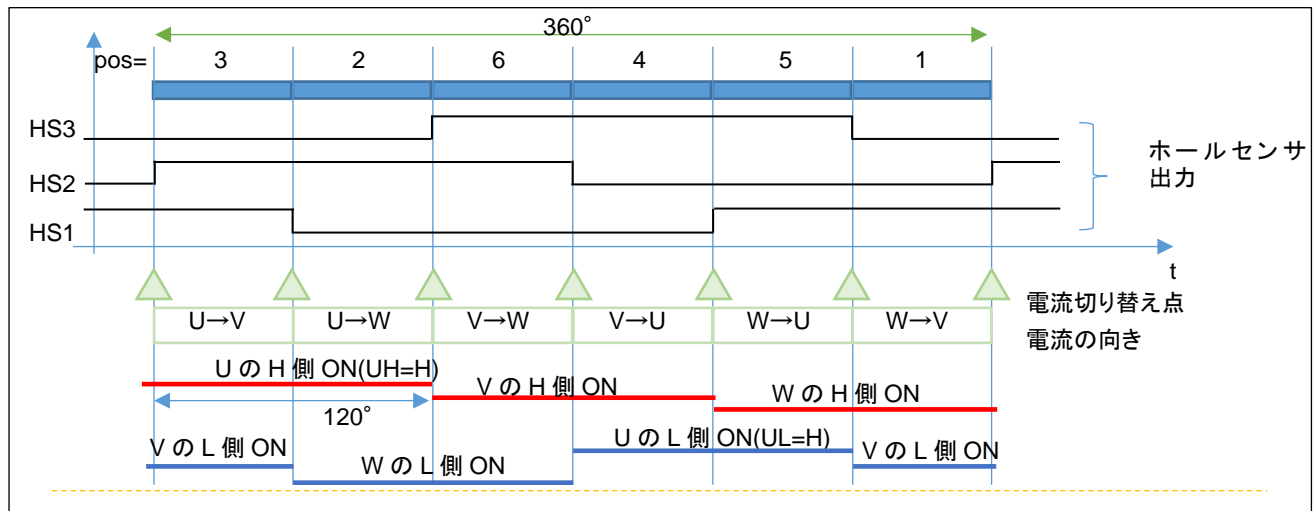 360°
pos= 3 2 6 4 5 1
HS3
HS2
HS1
ホールセンサ
出力
t
電流切り替え点
U→V U→W V→W V→U W→U W→V
電流の向き
U の H 側 ON(UH=H)
V の H 側 ON
W の H 側 ON
120°
V の L 側 ON
W の L 側 ON
U の L 側 ON(UL=H)
V の L 側 ON